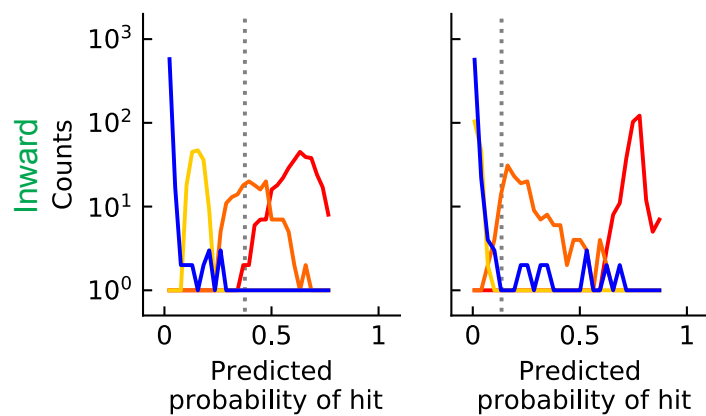 Inward
Counts
10³
10²
10¹
10⁰
0 0.5 1
Predicted
probability of hit
0 0.5 1
Predicted
probability of hit